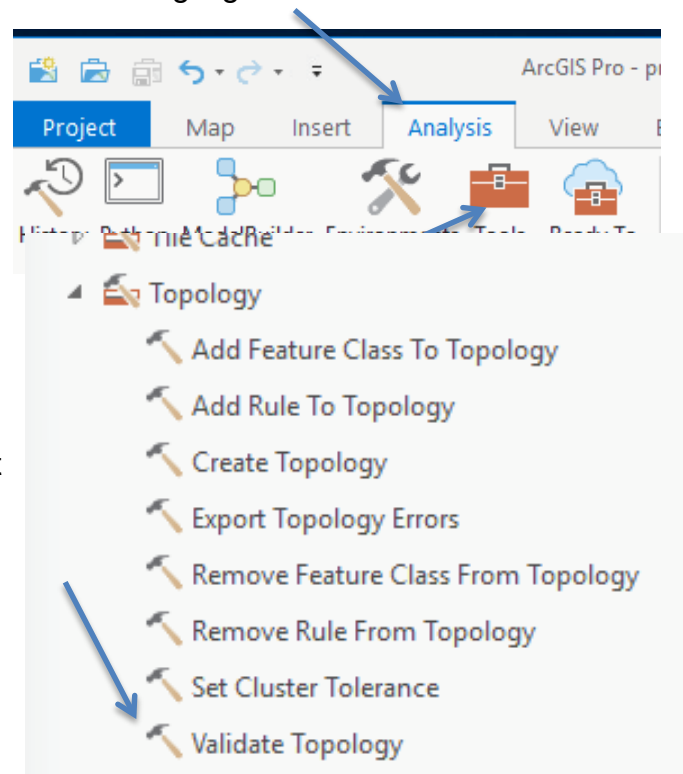 ArcGIS Pro - p
Project Map Insert Analysis View
Tile Cache
Topology
Add Feature Class To Topology
Add Rule To Topology
Create Topology
Export Topology Errors
Remove Feature Class From Topology
Remove Rule From Topology
Set Cluster Tolerance
Validate Topology